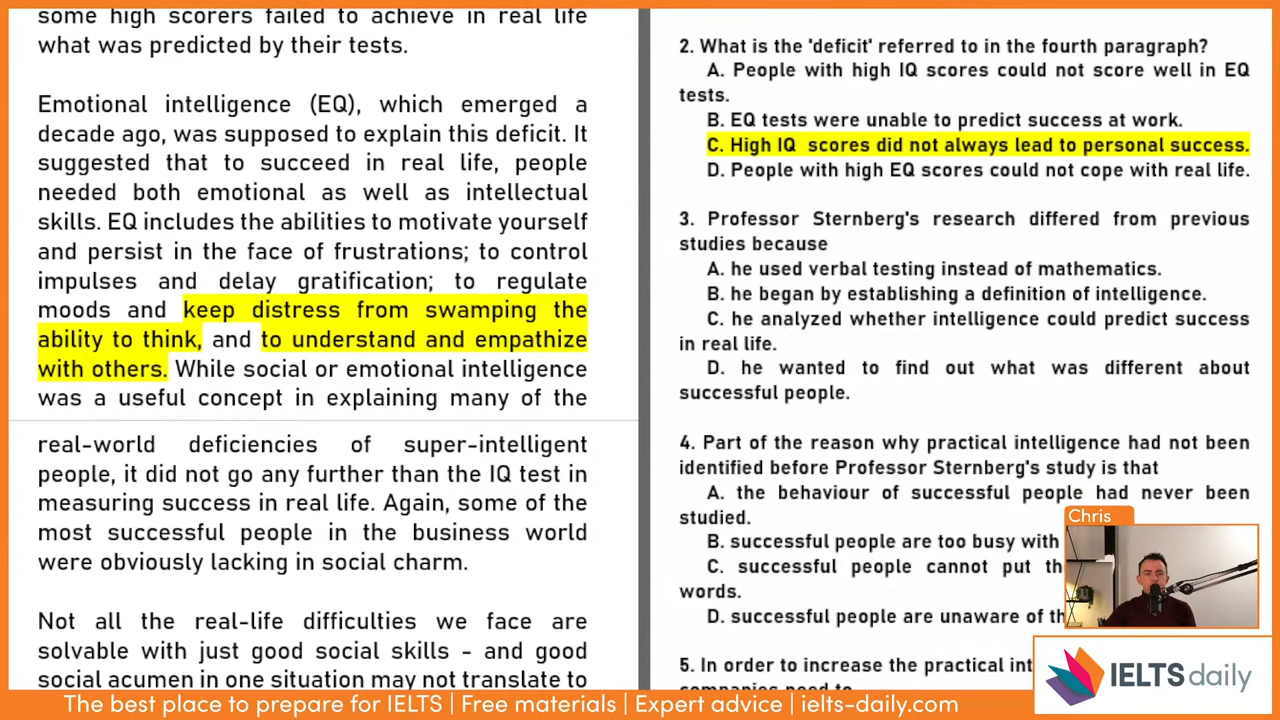 some high scorers failed to achieve in real life
what was predicted by their tests.
Emotional intelligence (EQ), which emerged a
decade ago, was supposed to explain this deficit. It
suggested that to succeed in real life, people
needed both emotional as well as intellectual
skills. EQ includes the abilities to motivate yourself
and persist in the face of frustrations; to control
impulses and delay gratification; to regulate
moods and keep distress from swamping the
ability to think, and to understand and empathize
with others. While social or emotional intelligence
was a useful concept in explaining many of the
real-world deficiencies of super-intelligent
people, it did not go any further than the IQ test in
measuring success in real life. Again, some of the
most successful people in the business world
were obviously lacking in social charm.
Not all the real-life difficulties we face are
solvable with just good social skills - and good
social acumen in one situation may not translate to
2. What is the 'deficit' referred to in the fourth paragraph?
A. People with high IQ scores could not score well in EQ
tests.
B. EQ tests were unable to predict success at work.
C. High IQ scores did not always lead to personal success.
D. People with high EQ scores could not cope with real life.
3. Professor Sternberg's research differed from previous
studies because
A. he used verbal testing instead of mathematics.
B. he began by establishing a definition of intelligence.
C. he analyzed whether intelligence could predict success
in real life.
D. he wanted to find out what was different about
successful people.
4. Part of the reason why practical intelligence had not been
identified before Professor Sternberg's study is that
A. the behaviour of successful people had never been
studied.
B. successful people are too busy with
C. successful people cannot put
words.
D. successful people are unaware of
5. In order to increase the practical
companies need to
Chris
IELTS daily
The best place to prepare for IELTS | Free materials | Expert advice | ielts-daily.com